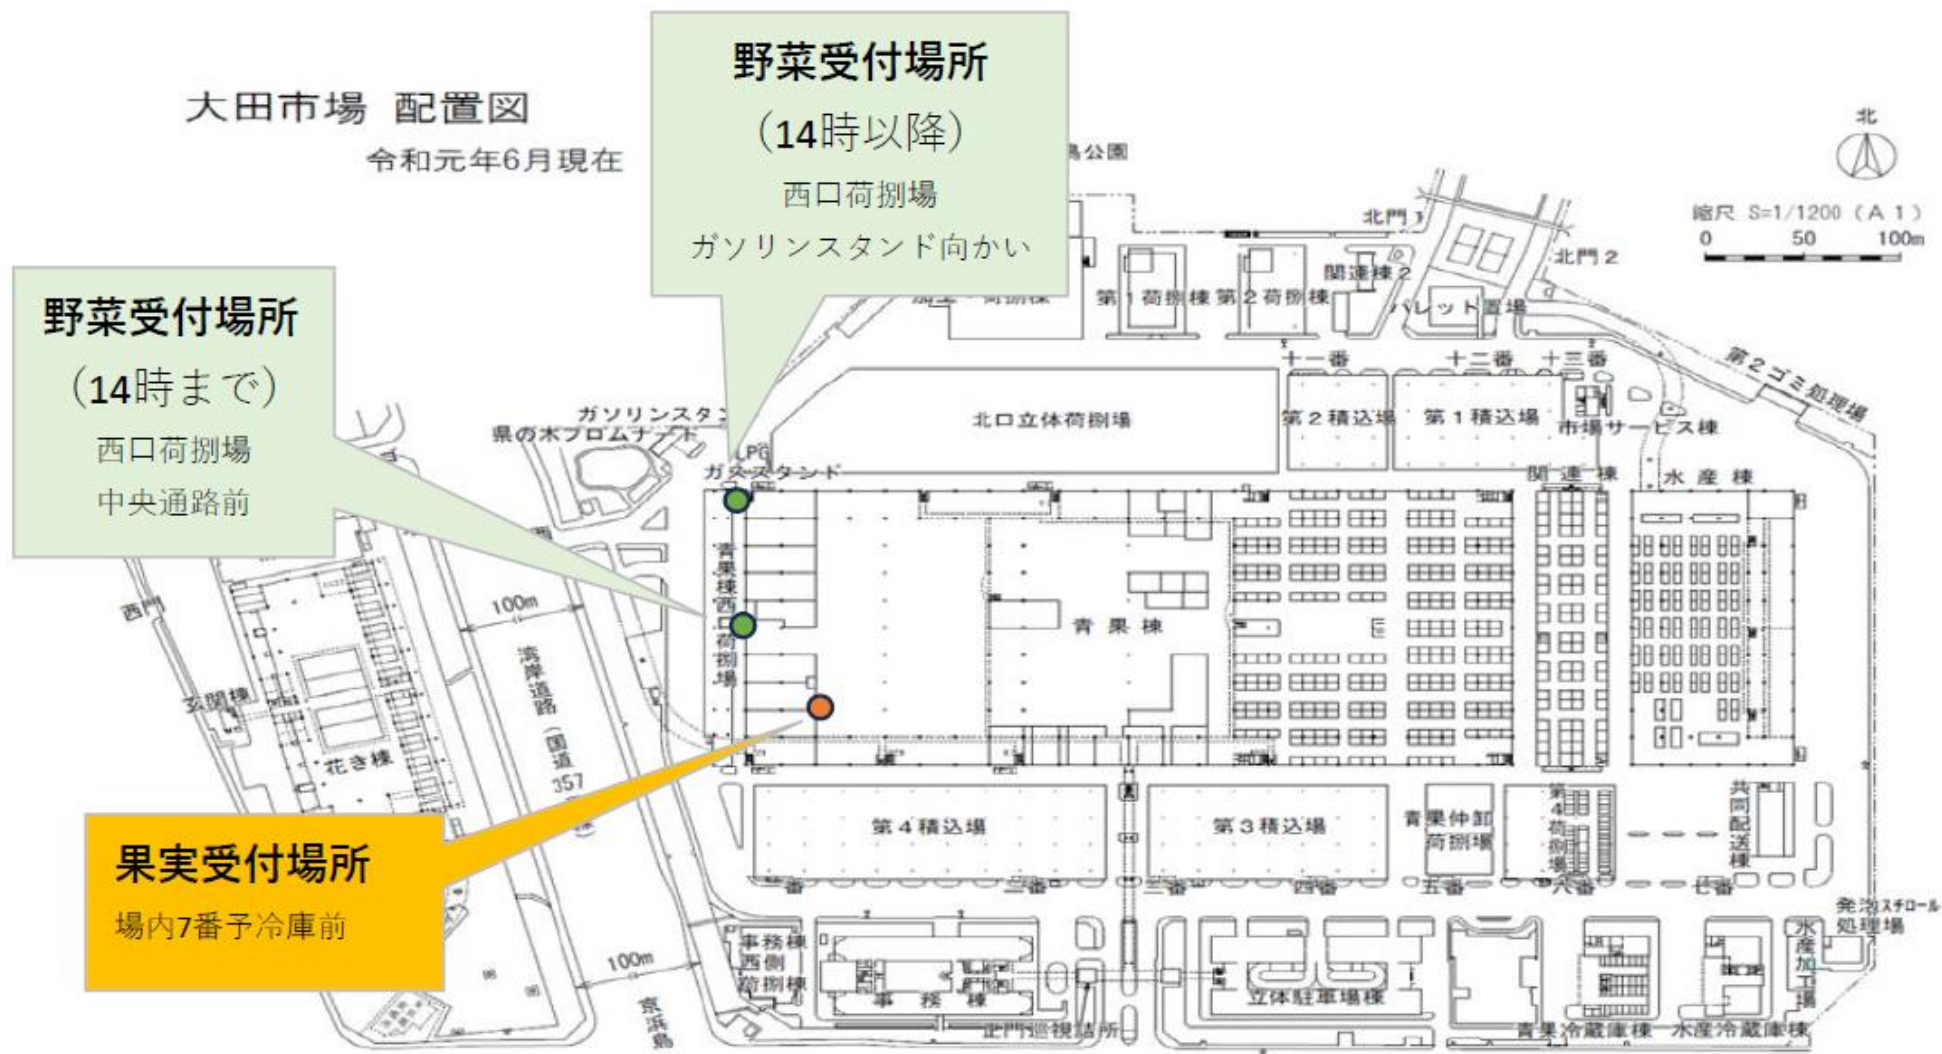 大田市場 配置図
令和元年6月現在
野菜受付場所
（14時以降）
西口荷捌場
ガソリンスタンド向かい
野菜受付場所
（14時まで）
西口荷捌場
中央通路前
果実受付場所
場内7番予冷庫前
北
縮尺 S=1/1200（A1）
0 50 100m
鳥公園
北門1
北門2
関連棟2
第1荷捌棟
第2荷捌棟
パレット置場
第2ゴミ処理場
十一番
十二番
十三番
北口立体荷捌場
第2積込場
第1積込場
市場サービス棟
ガソリンスタン
LPG
ガススタンド
関連棟
水産棟
青果棟西
荷捌場
青果棟
西門
100m
湾岸道路（国道
357
玄関棟
花き棟
第4積込場
第3積込場
青果仲卸
荷捌場
第4荷捌場
共同配送棟
二番
三番
四番
五番
六番
七番
発泡スチロール
処理場
水産加工場
事務棟
西側
荷捌棟
事務棟
正門巡視詰所
立体駐車場棟
青果冷蔵庫棟
水産冷蔵庫棟
100m
京浜島